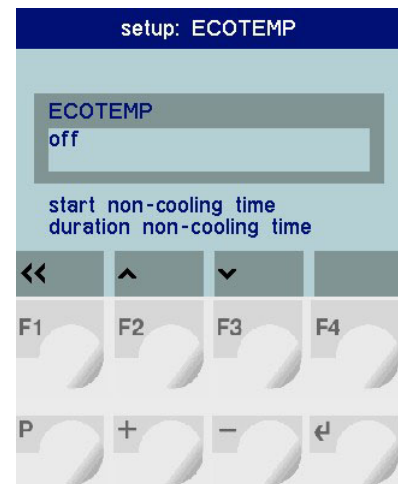 setup: ECOTEMP
ECOTEMP
off
start non-cooling time
duration non-cooling time
<< ^ ⌄
F1 F2 F3 F4
P + - ↵